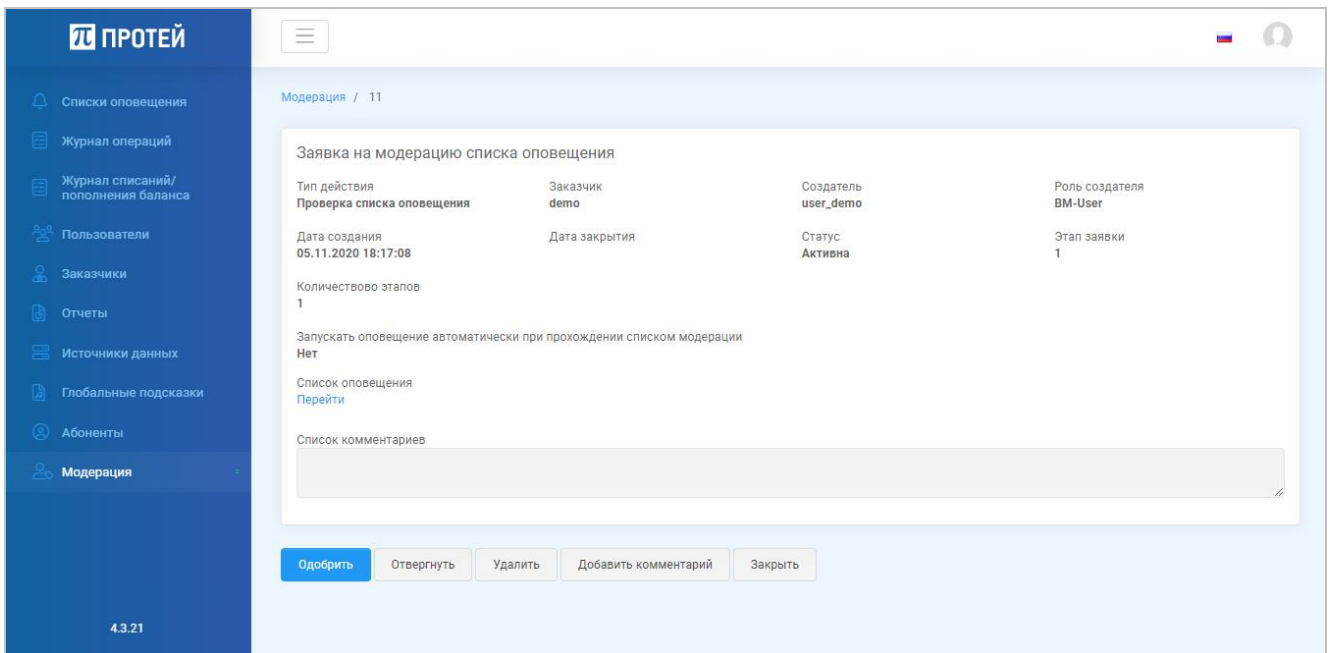 ПРОТЕЙ
Списки оповещения
Журнал операций
Журнал списаний/
пополнения баланса
Пользователи
Заказчики
Отчеты
Источники данных
Глобальные подсказки
Абоненты
Модерация
4.3.21
Модерация / 11
Заявка на модерацию списка оповещения
Тип действия Заказчик Создатель Роль создателя
Проверка списка оповещения demo user_demo BM-User
Дата создания Дата закрытия Статус Этап заявки
05.11.2020 18:17:08 Активна 1
Количествово этапов
1
Запускать оповещение автоматически при прохождении списком модерации
Нет
Список оповещения
Перейти
Список комментариев
Одобрить Отвергнуть Удалить Добавить комментарий Закрыть